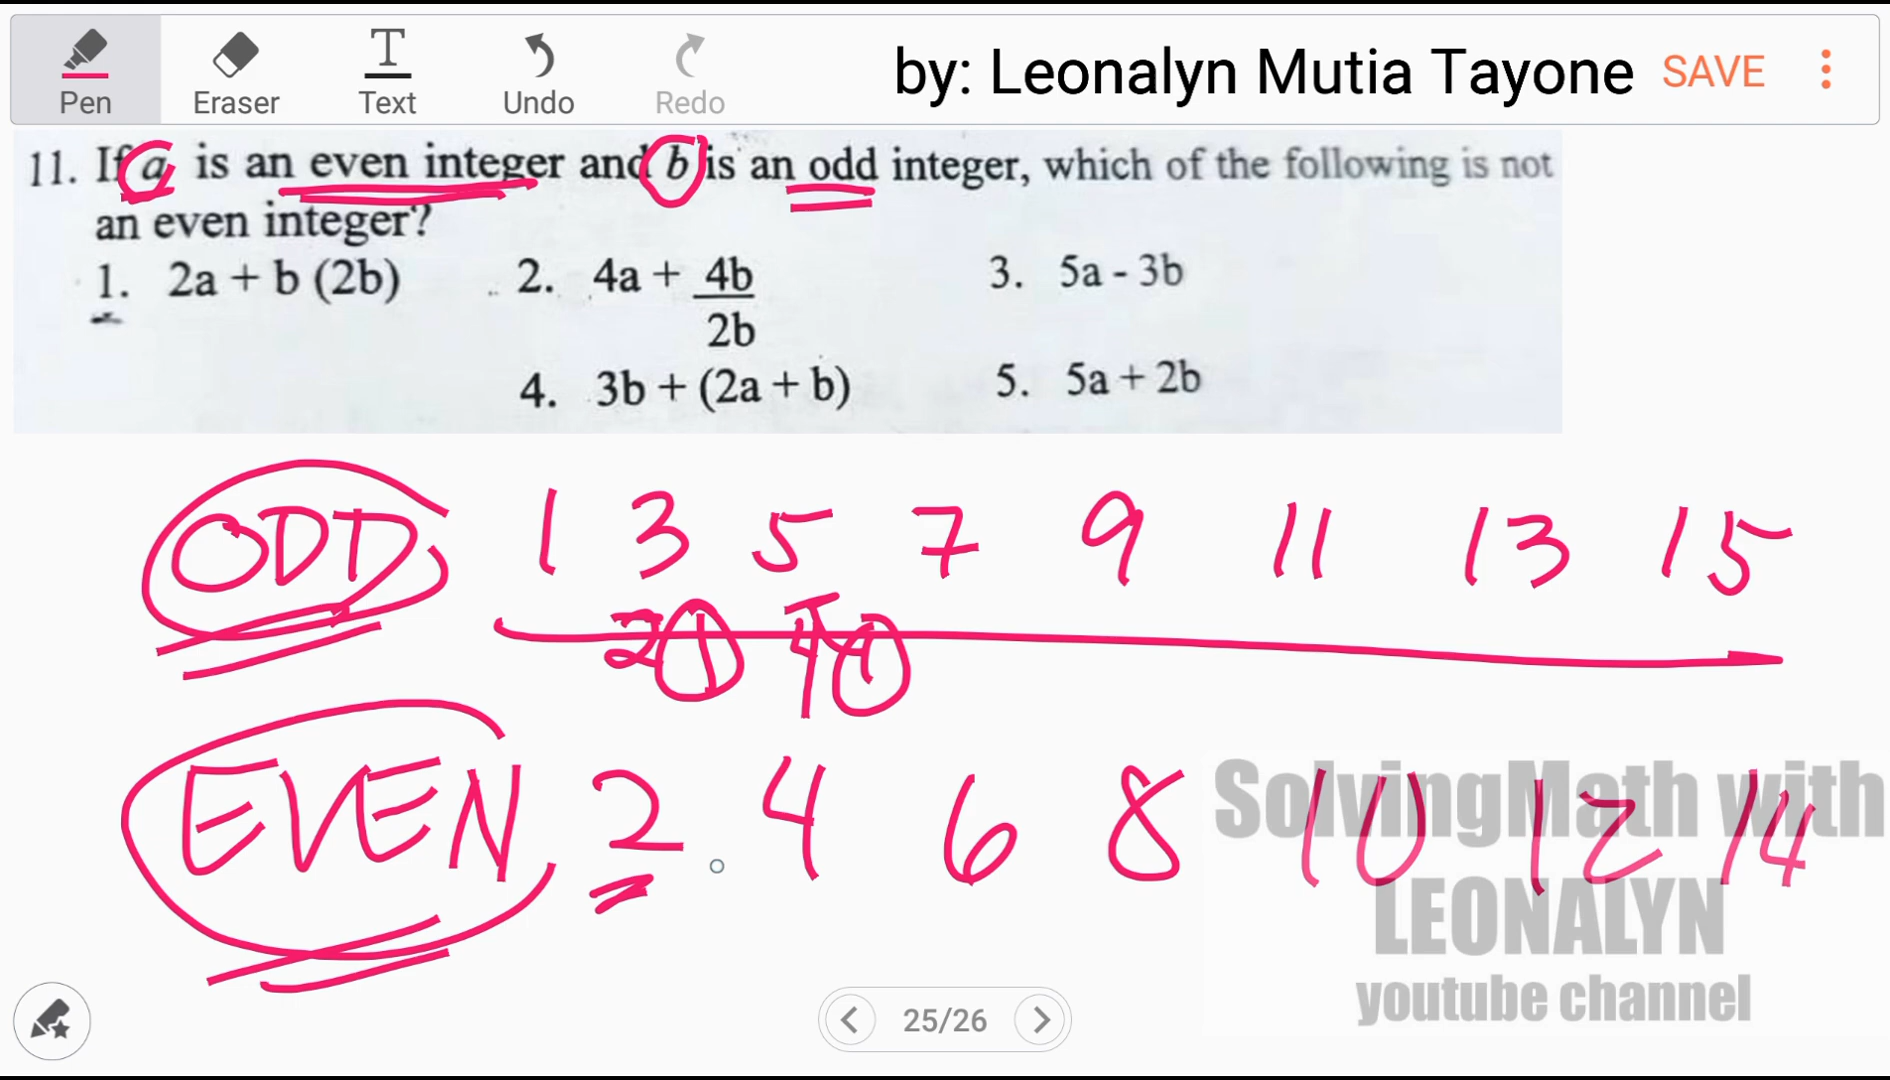 by: Leonalyn Mutia Tayone SAVE
Pen Eraser Text Undo Redo
11. If a is an even integer and b is an odd integer, which of the following is not
an even integer?
1. 2a + b (2b) 2. 4a + 4b 3. 5a - 3b
2b
4. 3b + (2a + b) 5. 5a + 2b
ODD 1 3 5 7 9 11 13 15
EVEN 2 4 6 8 10 12 14
SolvingMath with
LEONALYN
youtube channel
25/26